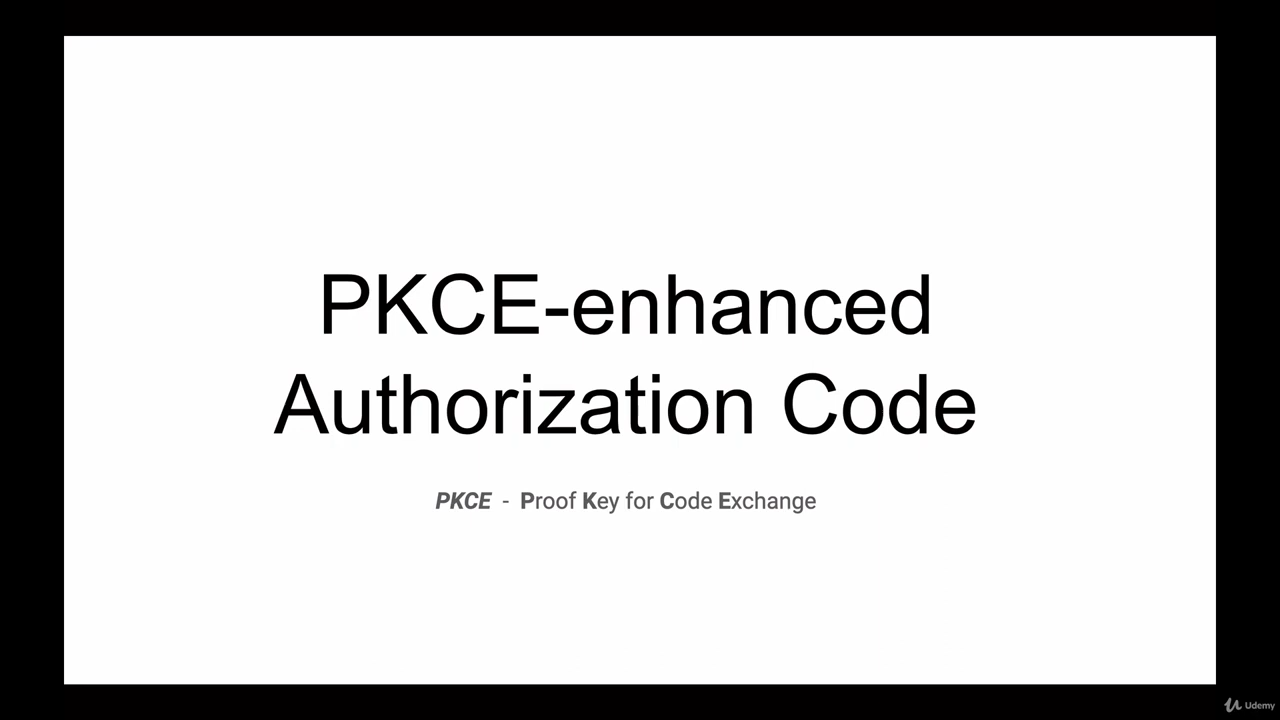 PKCE-enhanced
Authorization Code
PKCE - Proof Key for Code Exchange
Udemy